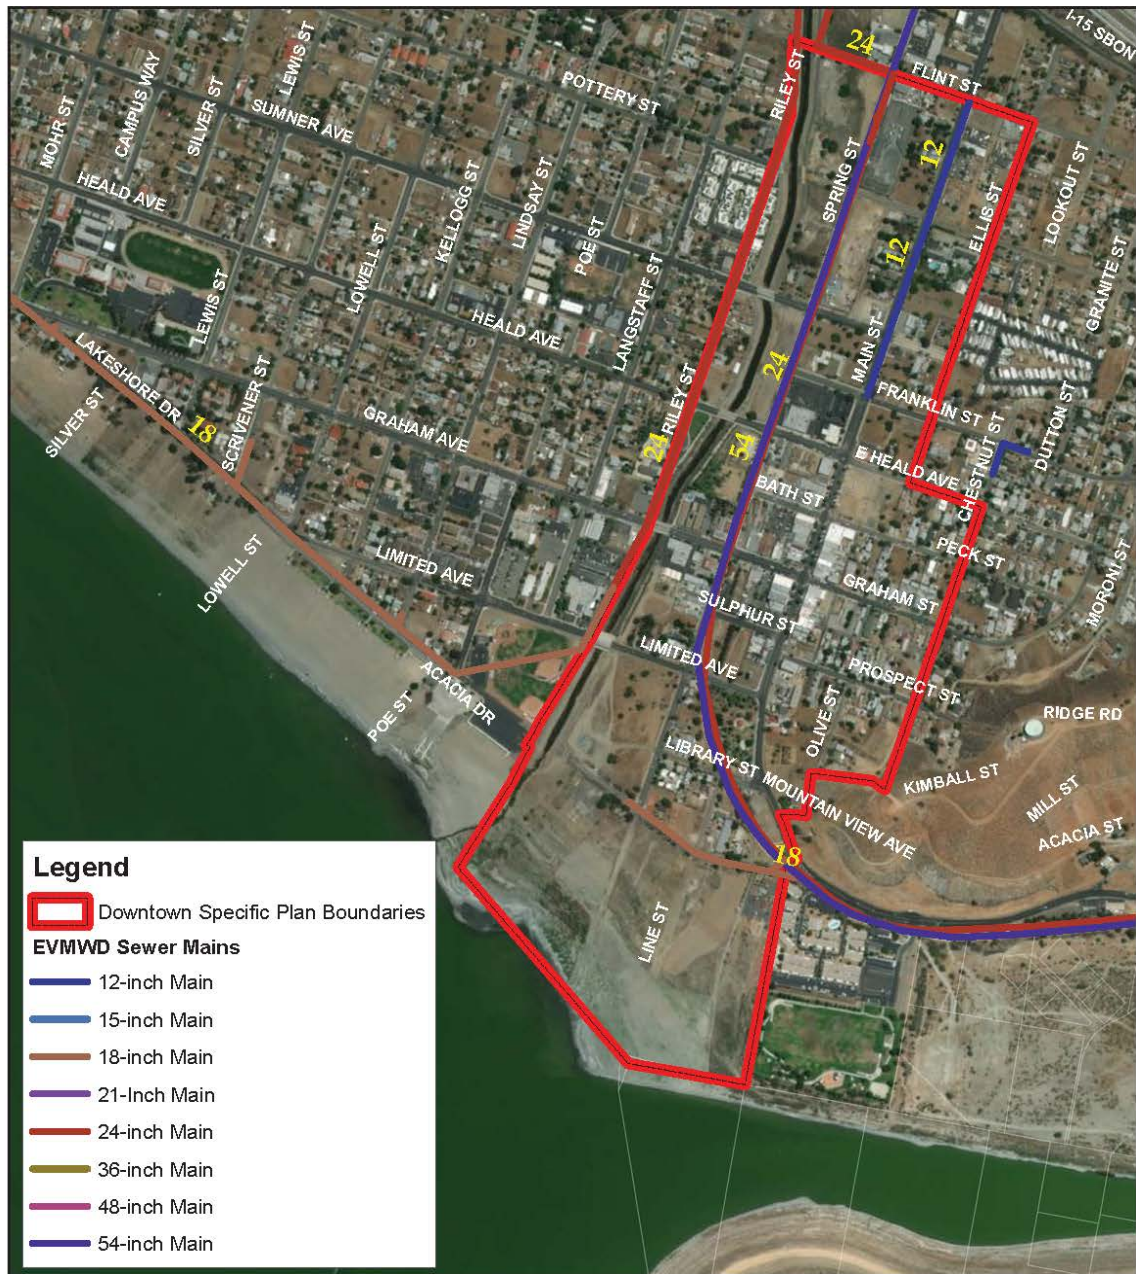 I-15 SBON
24
FLINT ST
LEWIS ST
CAMPUS WAY
SILVER ST
MOHR ST
SUMNER AVE
POTTERY ST
RILEY ST
SPRING ST
12
ELLIS ST
LOOKOUT ST
HEALD AVE
KELLOGG ST
LINDSAY ST
POE ST
LOWELL ST
LANGSTAFF ST
12
GRANITE ST
LEWIS ST
HEALD AVE
MAIN ST
LAKESHORE DR
SCRIVENER ST
SILVER ST
18
GRAHAM AVE
RILEY ST
24
24
54
FRANKLIN ST
DUTTON ST
CHESTNUT ST
E HEALD AVE
BATH ST
PECK ST
LOWELL ST
LIMITED AVE
SULPHUR ST
GRAHAM ST
MORONI ST
LIMITED AVE
PROSPECT ST
ACACIA DR
POE ST
OLIVE ST
RIDGE RD
LIBRARY ST
MOUNTAIN VIEW AVE
KIMBALL ST
MILL ST
ACACIA ST
18
LINE ST
Legend
Downtown Specific Plan Boundaries
EVMWD Sewer Mains
12-inch Main
15-inch Main
18-inch Main
21-Inch Main
24-inch Main
36-inch Main
48-inch Main
54-inch Main